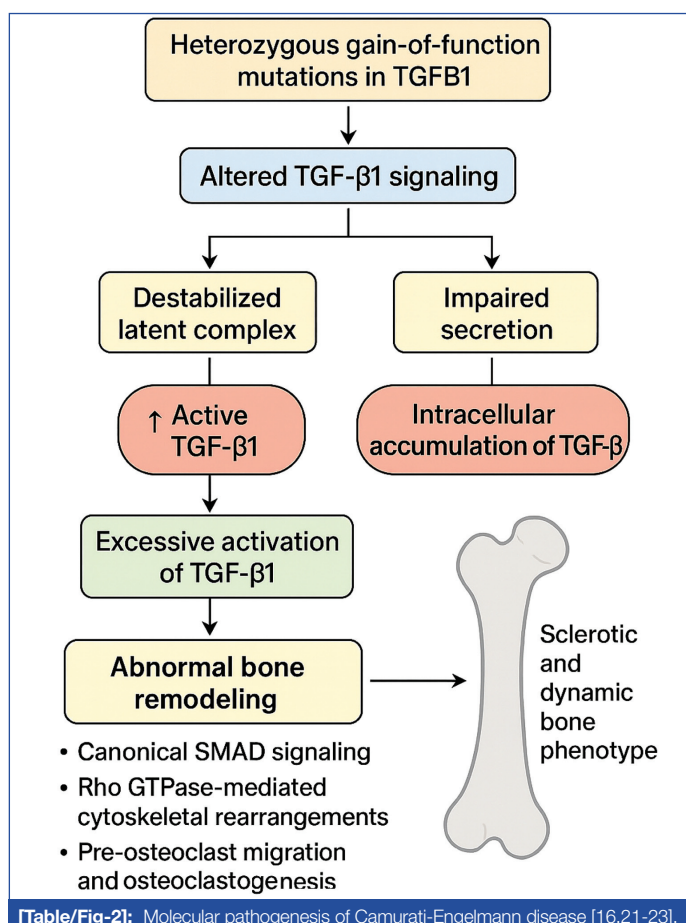 Heterozygous gain-of-function
mutations in TGFB1
Altered TGF-β1 signaling
Destabilized
latent complex
Impaired
secretion
↑ Active
TGF-β1
Intracellular
accumulation of TGF-β
Excessive activation
of TGF-β1
Abnormal bone
remodeling
Sclerotic
and
dynamic
bone
phenotype
• Canonical SMAD signaling
• Rho GTPase-mediated
cytoskeletal rearrangements
• Pre-osteoclast migration
and osteoclastogenesis
[Table/Fig-2]: Molecular pathogenesis of Camurati-Engelmann disease [16,21-23].